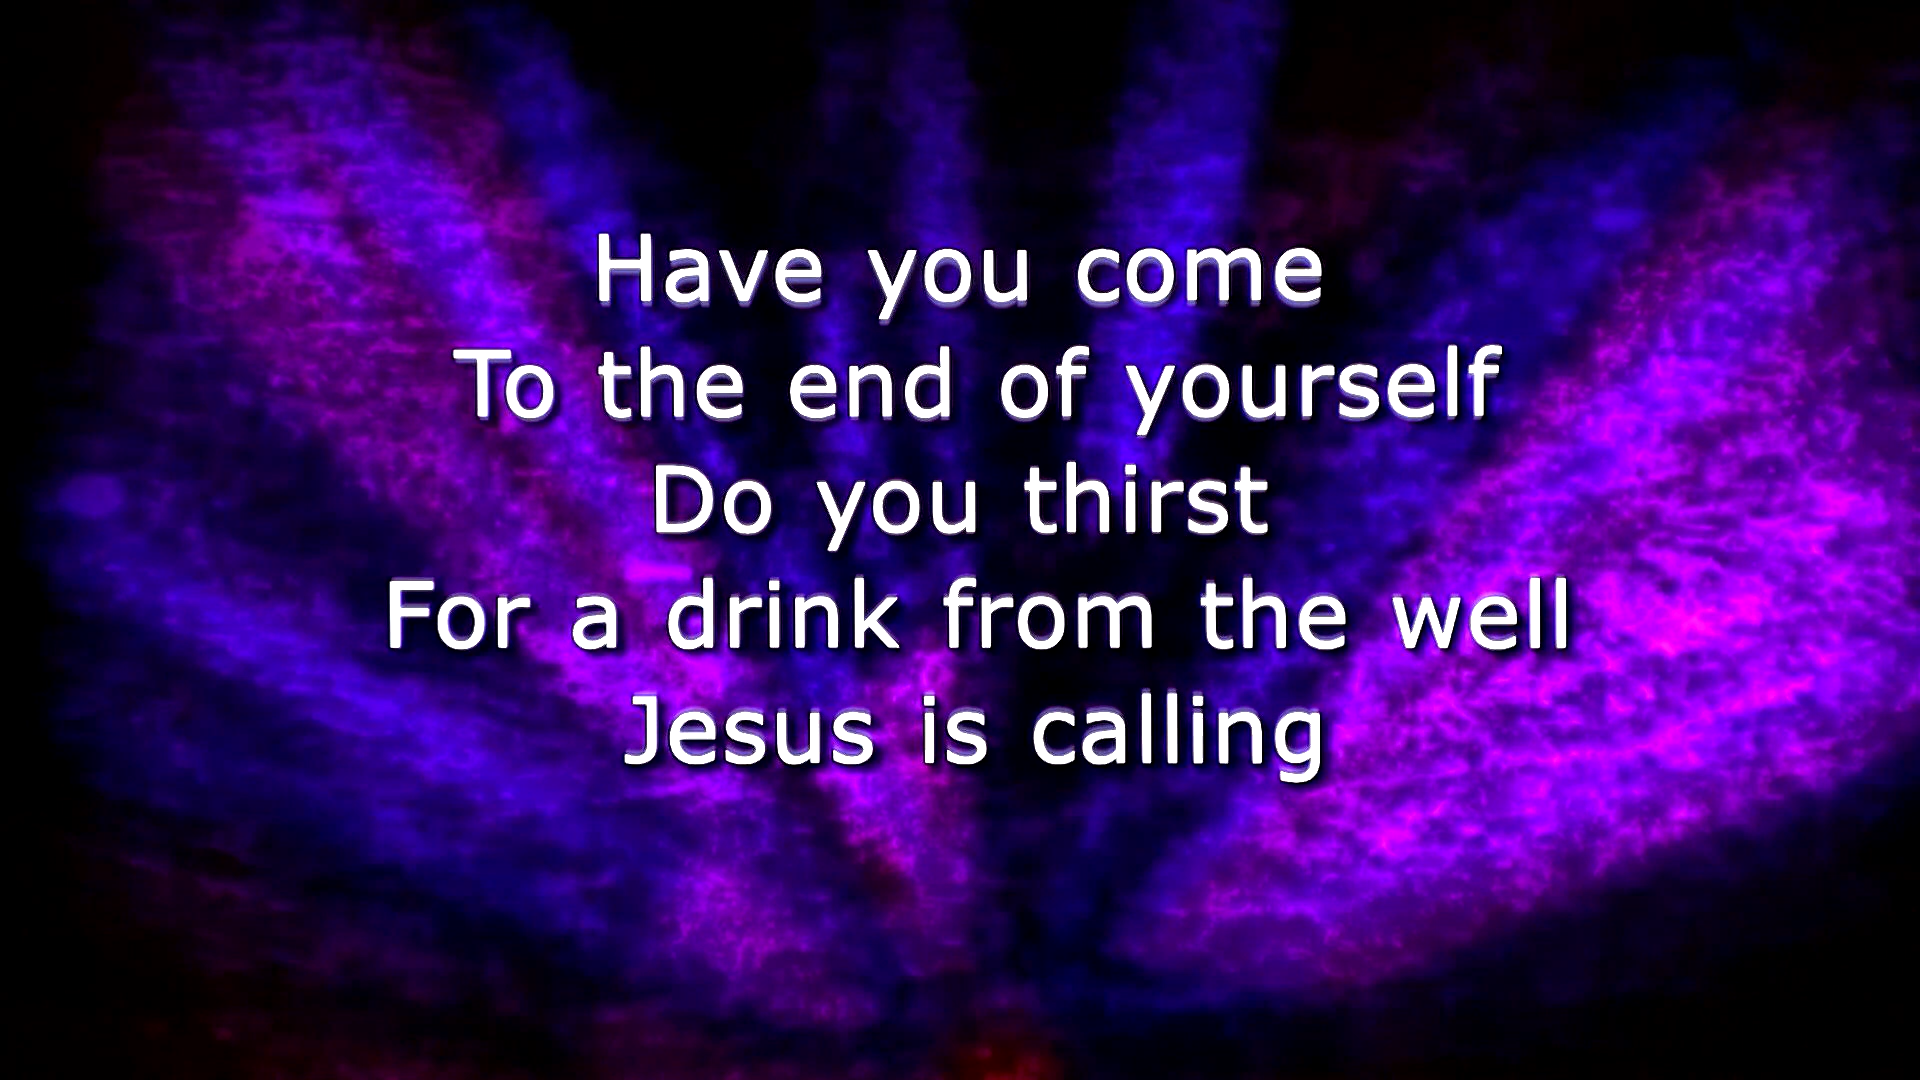 Have you come
To the end of yourself
Do you thirst
For a drink from the well
Jesus is calling